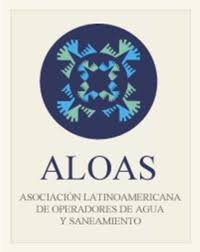 ALOAS
ASOCIACIÓN LATINOAMERICANA
DE OPERADORES DE AGUA
Y SANEAMIENTO